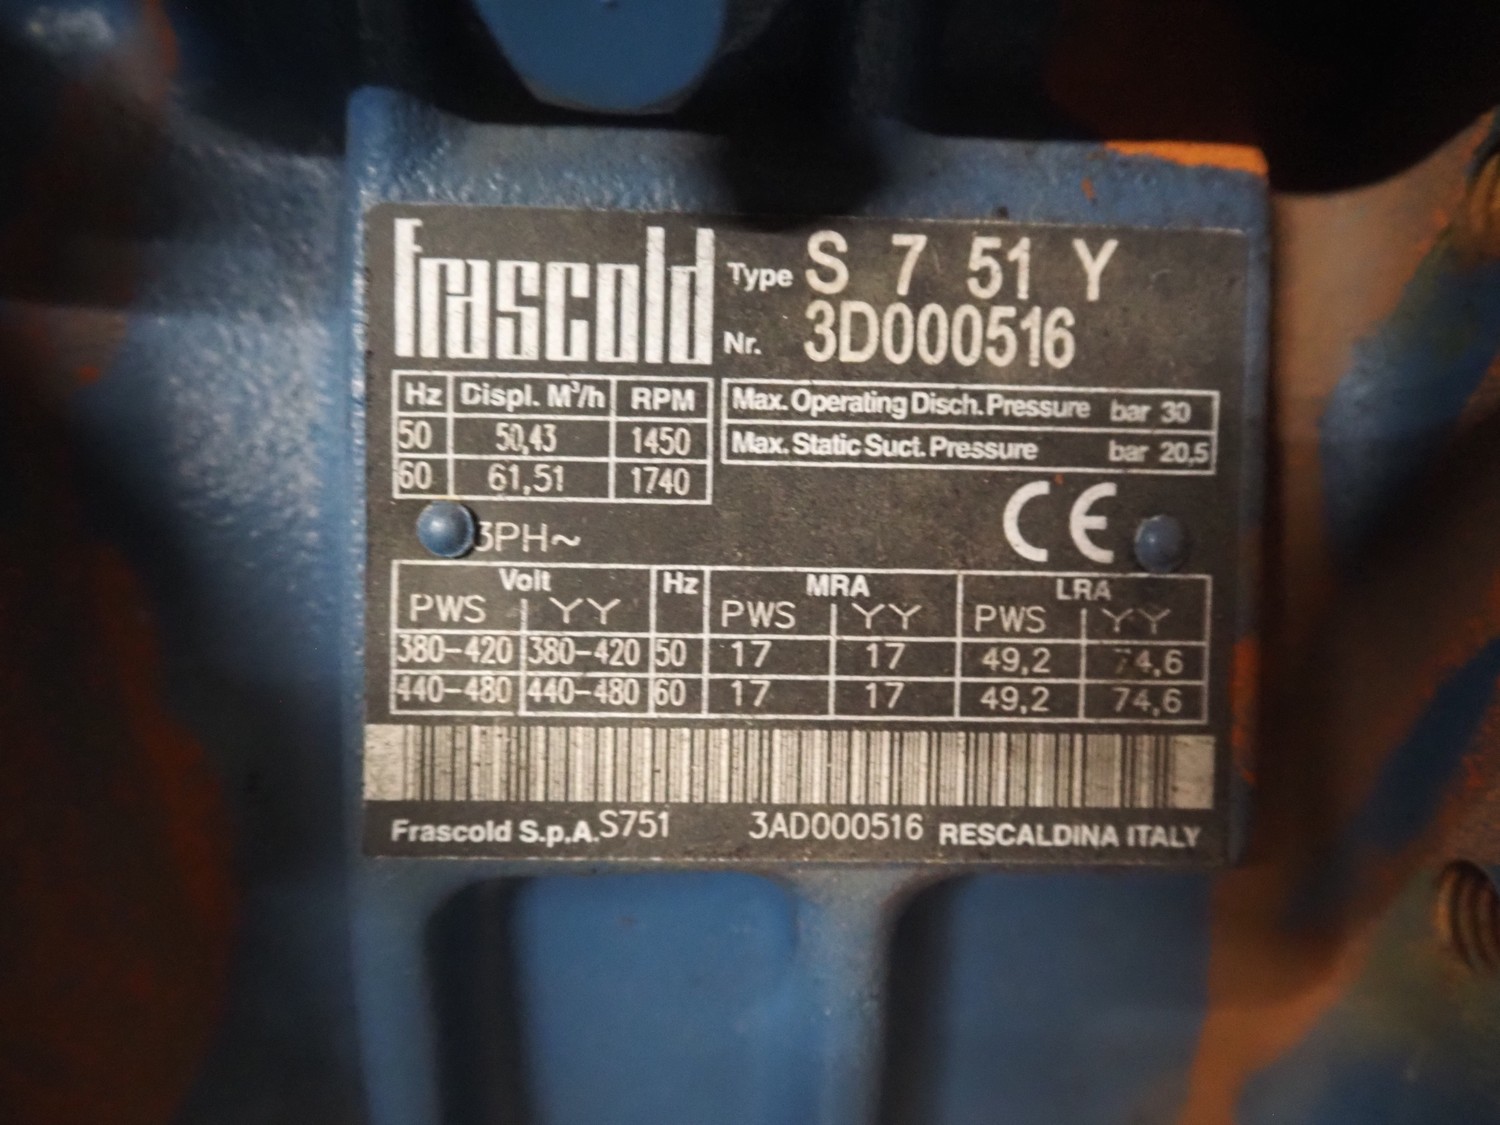 frascold
Type S 7 51 Y
Nr. 3D000516
Hz Displ. M³/h RPM
50 50,43 1450
60 61,51 1740
Max. Operating Disch. Pressure bar 30
Max. Static Suct. Pressure bar 20,5
3PH~
CE
Volt Hz MRA LRA
PWS YY PWS YY PWS YY
380-420 380-420 50 17 17 49,2 74,6
440-480 440-480 60 17 17 49,2 74,6
Frascold S.p.A. S751 3AD000516 RESCALDINA ITALY